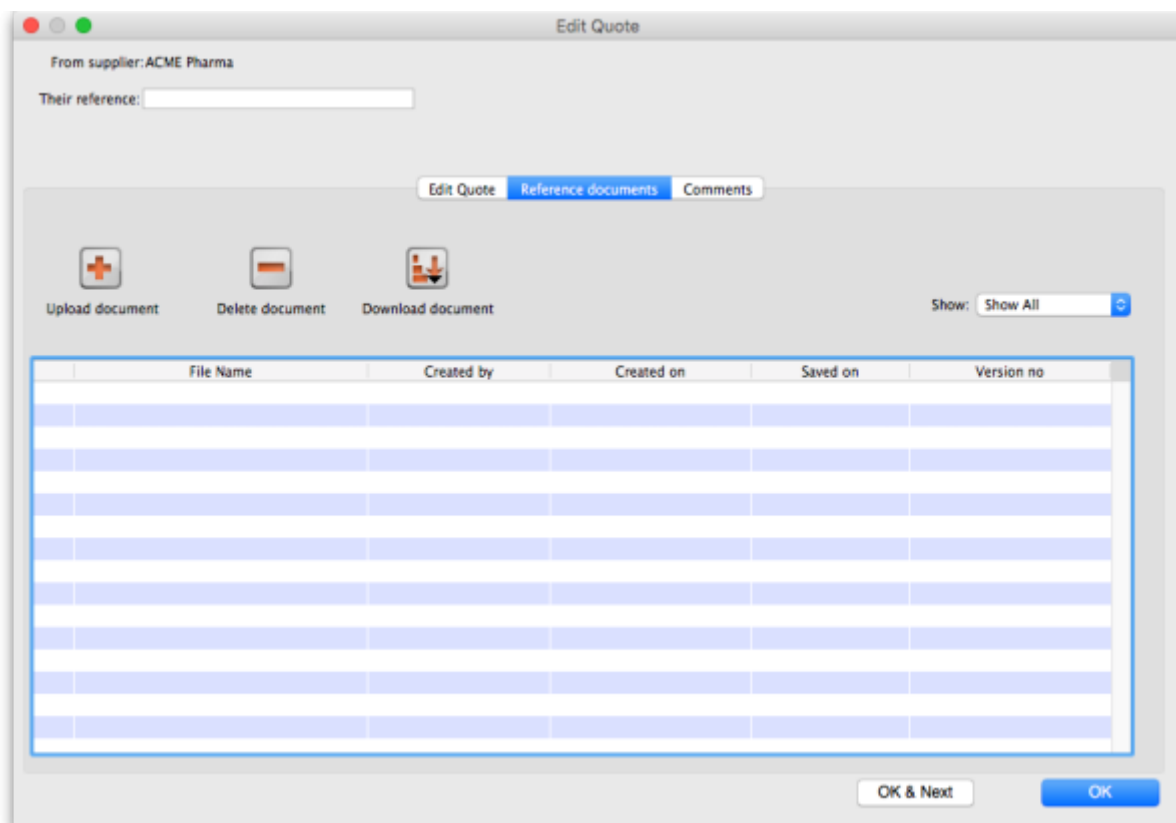 Edit Quote
From supplier:ACME Pharma
Their reference:
Edit Quote Reference documents Comments
Upload document Delete document Download document
Show: Show All
File Name Created by Created on Saved on Version no
OK & Next OK